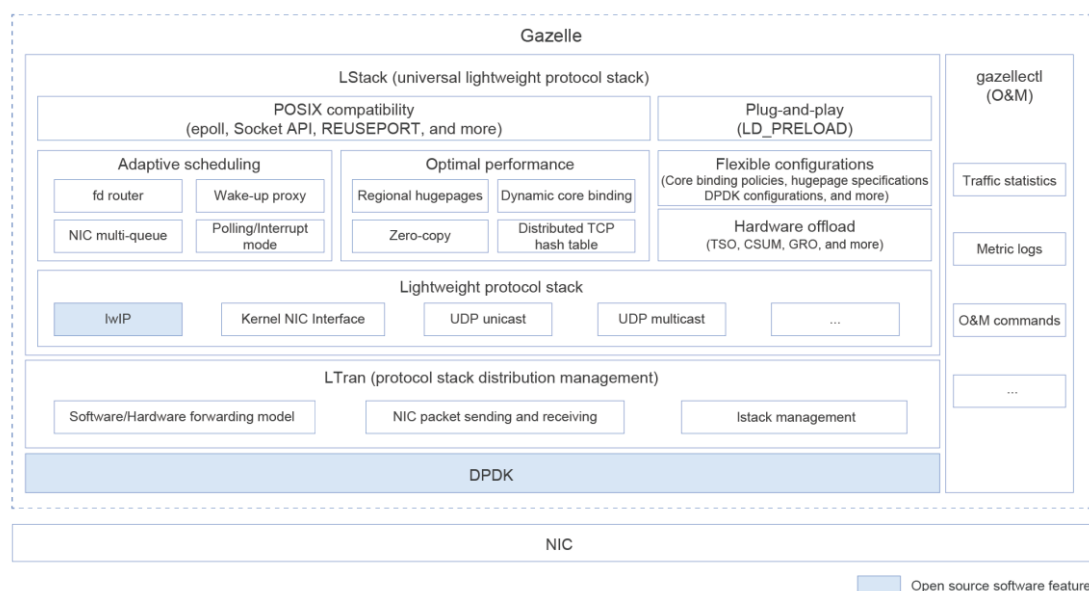 Gazelle
LStack (universal lightweight protocol stack)
POSIX compatibility
(epoll, Socket API, REUSEPORT, and more)
Plug-and-play
(LD_PRELOAD)
Adaptive scheduling
fd router
Wake-up proxy
NIC multi-queue
Polling/Interrupt
mode
Optimal performance
Regional hugepages
Dynamic core binding
Zero-copy
Distributed TCP
hash table
Flexible configurations
(Core binding policies, hugepage specifications
DPDK configurations, and more)
Hardware offload
(TSO, CSUM, GRO, and more)
Lightweight protocol stack
lwIP
Kernel NIC Interface
UDP unicast
UDP multicast
...
LTran (protocol stack distribution management)
Software/Hardware forwarding model
NIC packet sending and receiving
lstack management
DPDK
gazellectl
(O&M)
Traffic statistics
Metric logs
O&M commands
...
NIC
Open source software feature